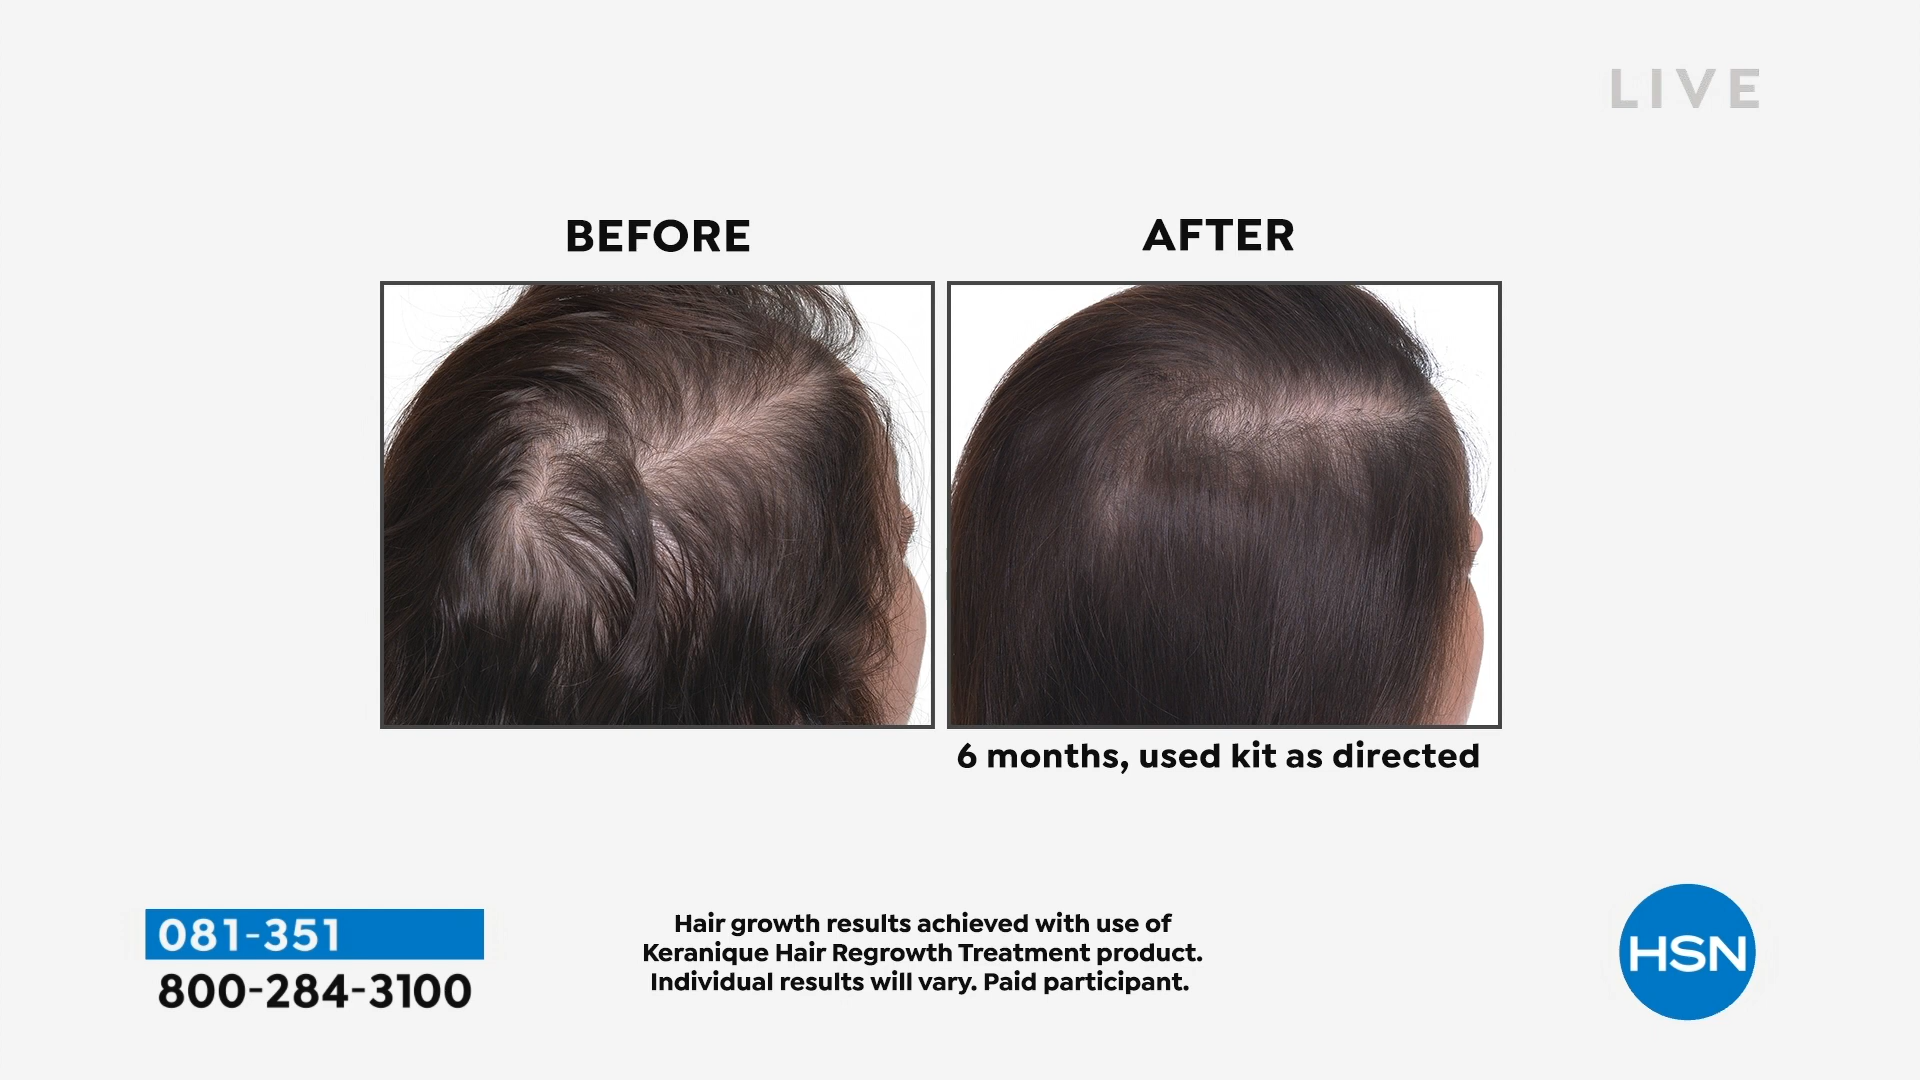 LIVE
BEFORE
AFTER
6 months, used kit as directed
081-351
800-284-3100
Hair growth results achieved with use of
Keranique Hair Regrowth Treatment product.
Individual results will vary. Paid participant.
HSN